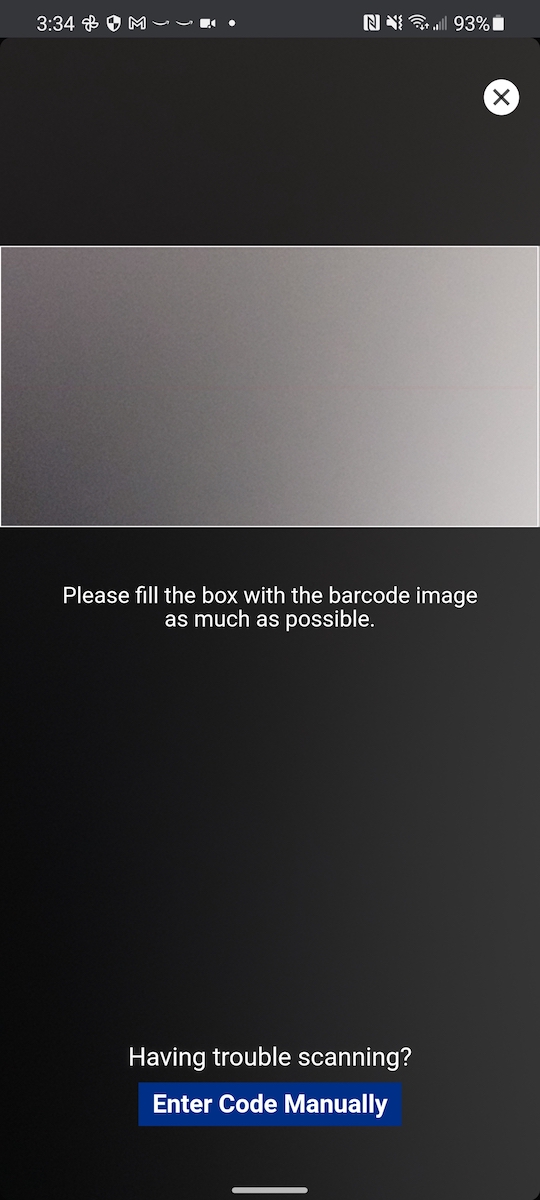 3:34 93%
Please fill the box with the barcode image
as much as possible.
Having trouble scanning?
Enter Code Manually